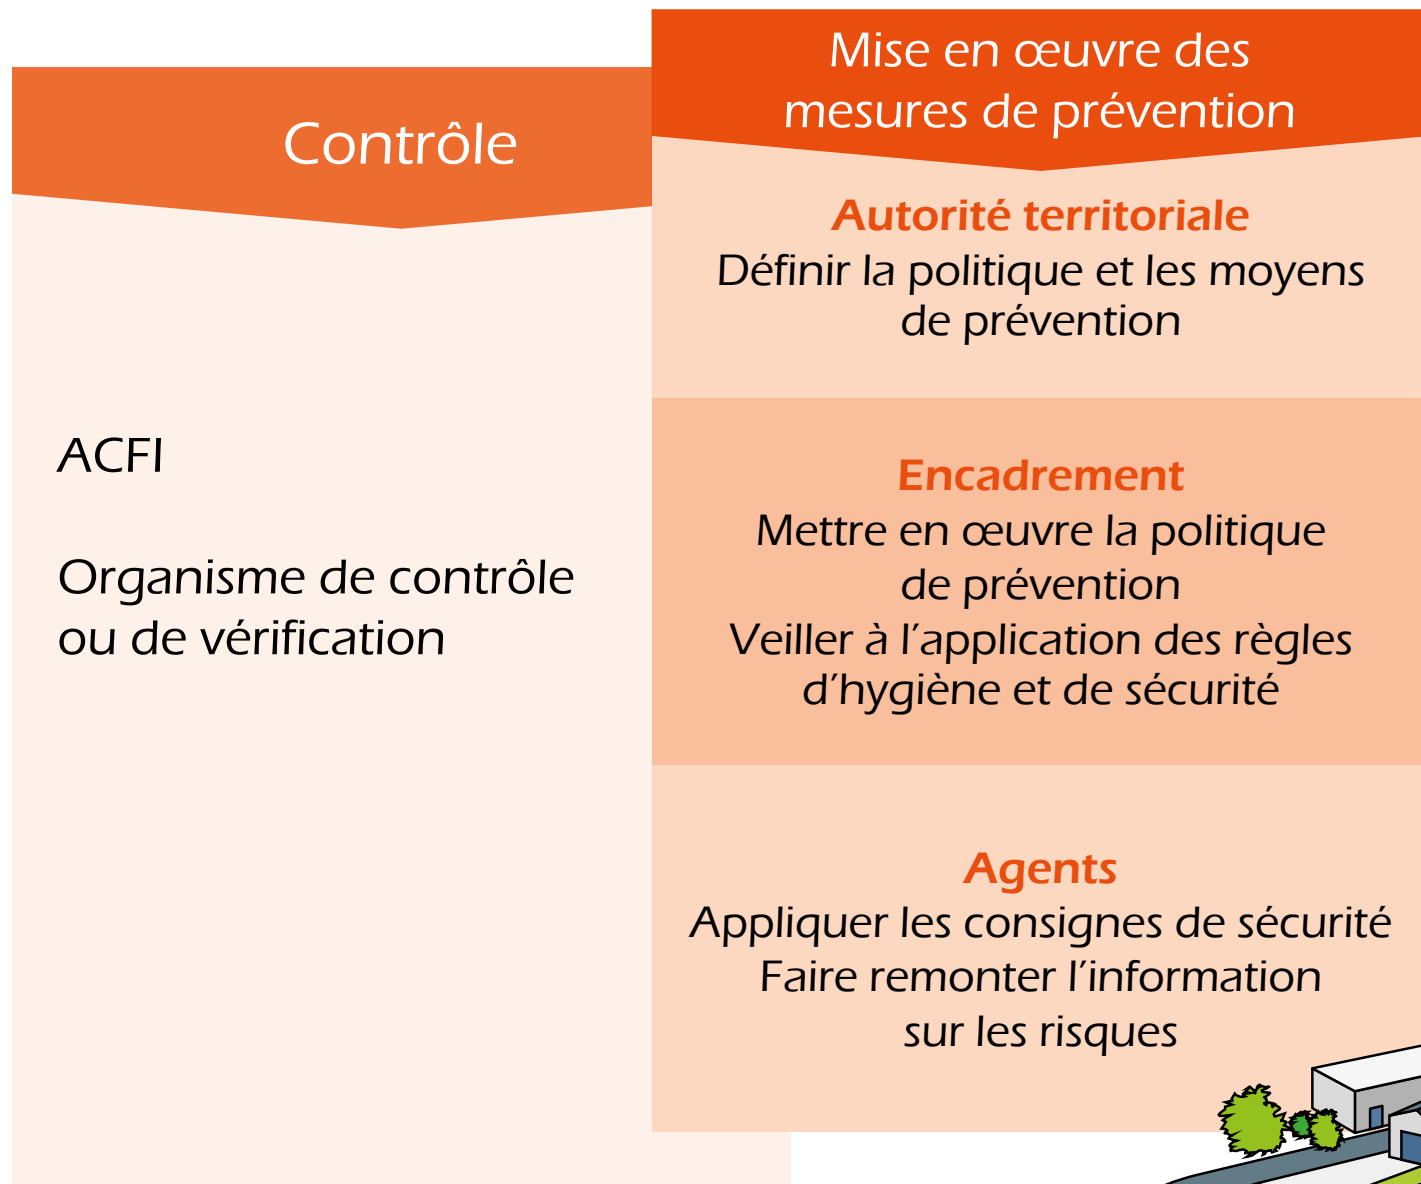 Contrôle
ACFI
Organisme de contrôle
ou de vérification
Mise en œuvre des
mesures de prévention
Autorité territoriale
Définir la politique et les moyens
de prévention
Encadrement
Mettre en œuvre la politique
de prévention
Veiller à l’application des règles
d’hygiène et de sécurité
Agents
Appliquer les consignes de sécurité
Faire remonter l’information
sur les risques